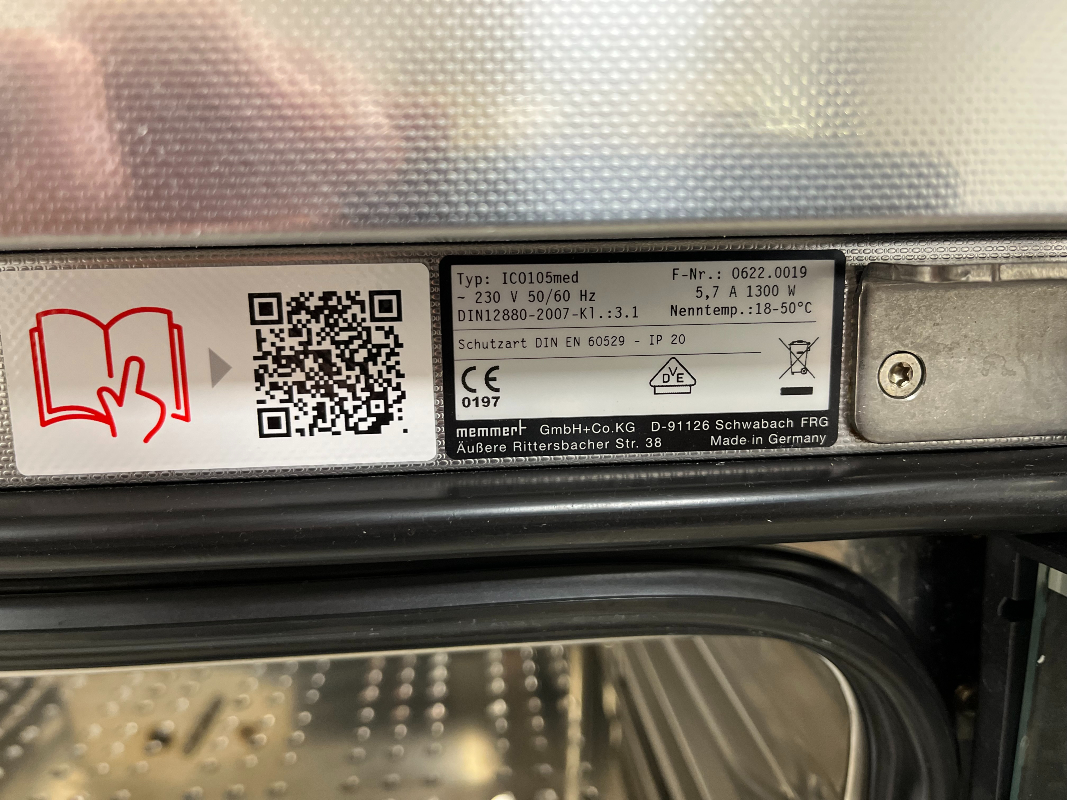 Typ: ICO105med
F-Nr.: 0622.0019
~ 230 V 50/60 Hz
5,7 A 1300 W
DIN12880-2007-Kl.:3.1
Nenntemp.:18-50°C
Schutzart DIN EN 60529 - IP 20
CE
0197
DVE
memmert GmbH+Co.KG D-91126 Schwabach FRG
Äußere Rittersbacher Str. 38 Made in Germany